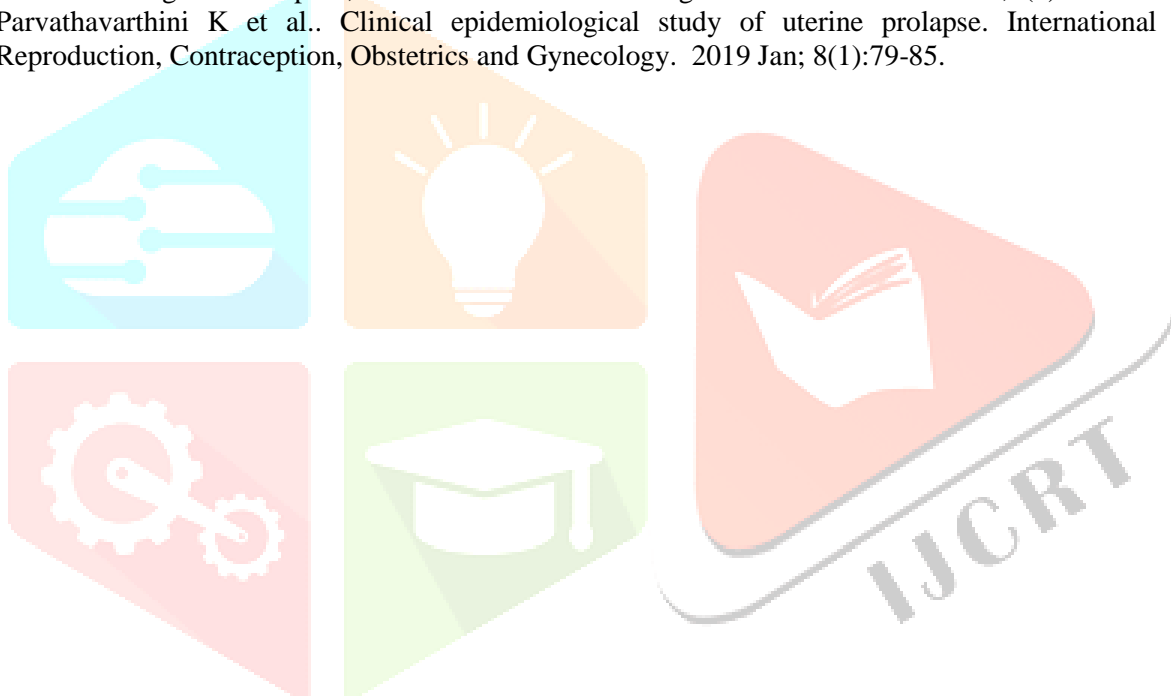 Parvathavarthini K et al.. Clinical epidemiological study of uterine prolapse. International
Reproduction, Contraception, Obstetrics and Gynecology. 2019 Jan; 8(1):79-85.
IJCRT